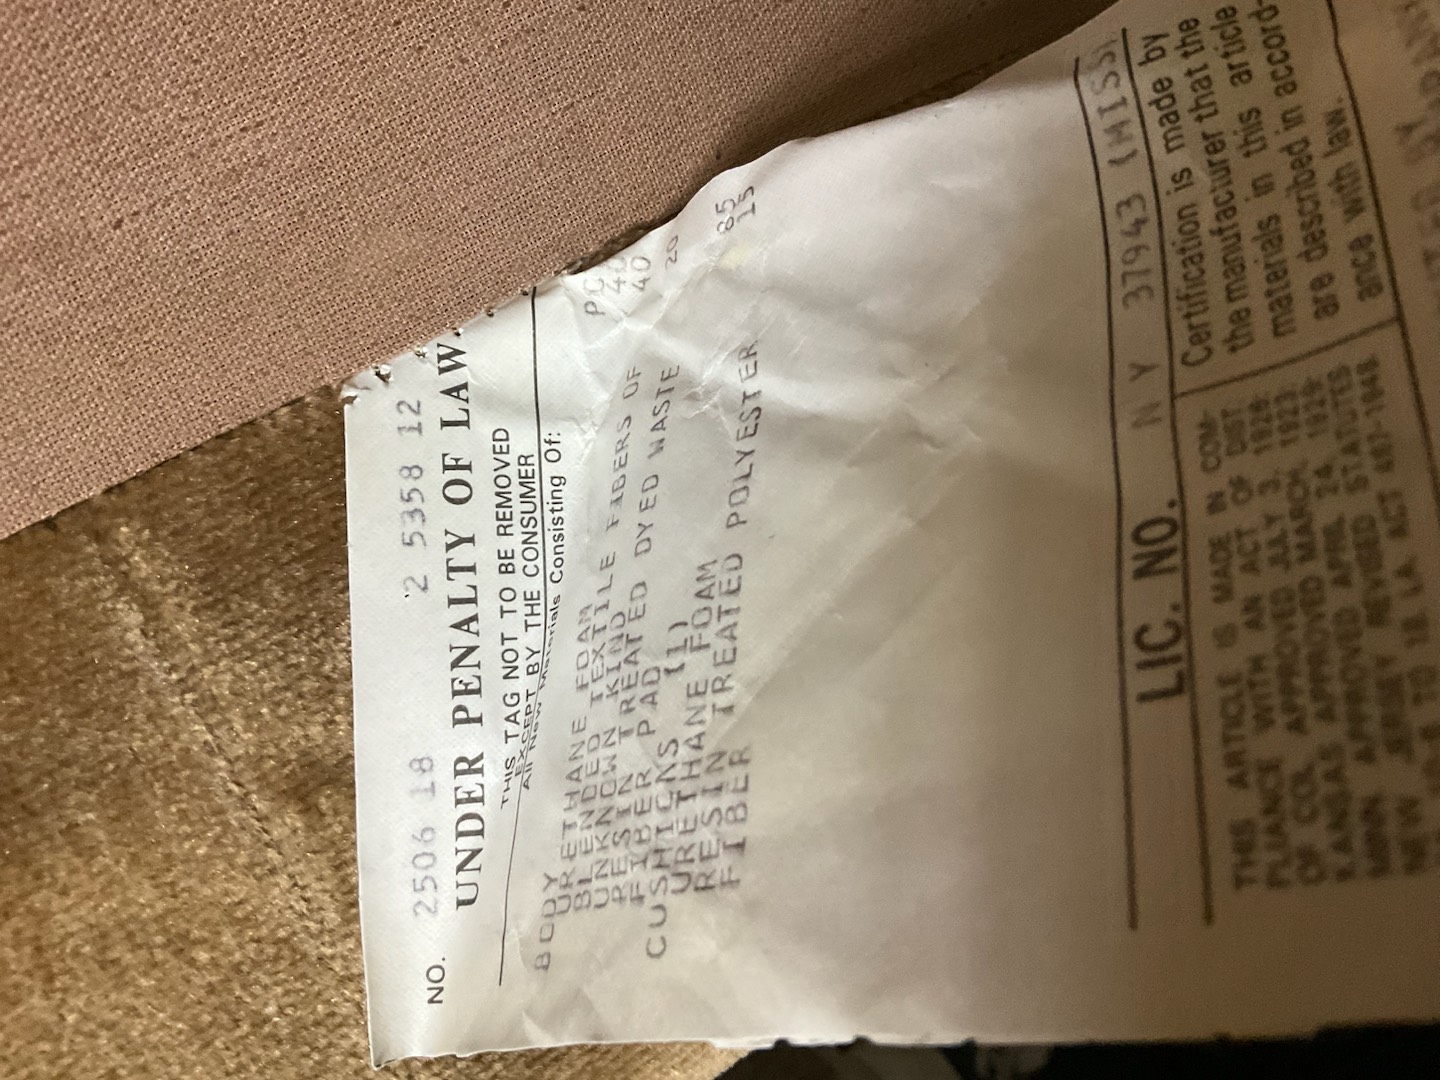 NO. 2506 18 2 5358 12
UNDER PENALTY OF LAW
THIS TAG NOT TO BE REMOVED
EXCEPT BY THE CONSUMER
All New Materials Consisting Of:
BODY
URETHANE FOAM 40
BLENDED TEXTILE FIBERS OF 40
UNKNOWN KIND
RESIN TREATED DYED WASTE 20
FIBER PAD
CUSHIONS (1)
URETHANE FOAM 85
RESIN TREATED POLYESTER 15
FIBER
LIC. NO. NY 37943 (MISS)
Certification is made by
the manufacturer that the
materials in this article
are described in accord-
ance with law.
THIS ARTICLE IS MADE IN COM-
PLIANCE WITH AN ACT OF DIST
OF COL APPROVED JULY 3, 1926
KANSAS APPROVED MARCH 1923
MINN. APPROVED APRIL 24, 1929
NEW JERSEY REVISED STATUTES
LA. ACT 467-1948
BY